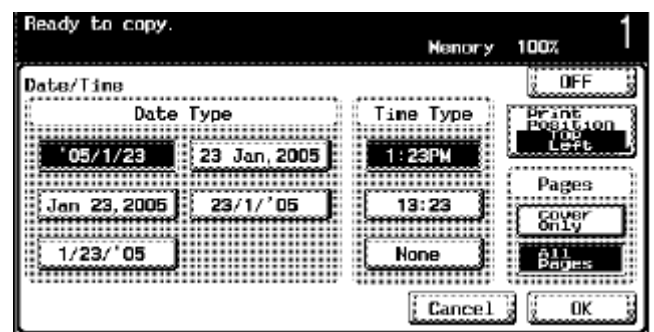 Ready to copy.
Memory 100% 1
Date/Time
OFF
Date Type
Time Type
Print
Position
Top
Left
'05/1/23
23 Jan,2005
1:23PM
Pages
Jan 23,2005
23/1/'05
13:23
Cover
Only
1/23/'05
None
All
Pages
Cancel
OK